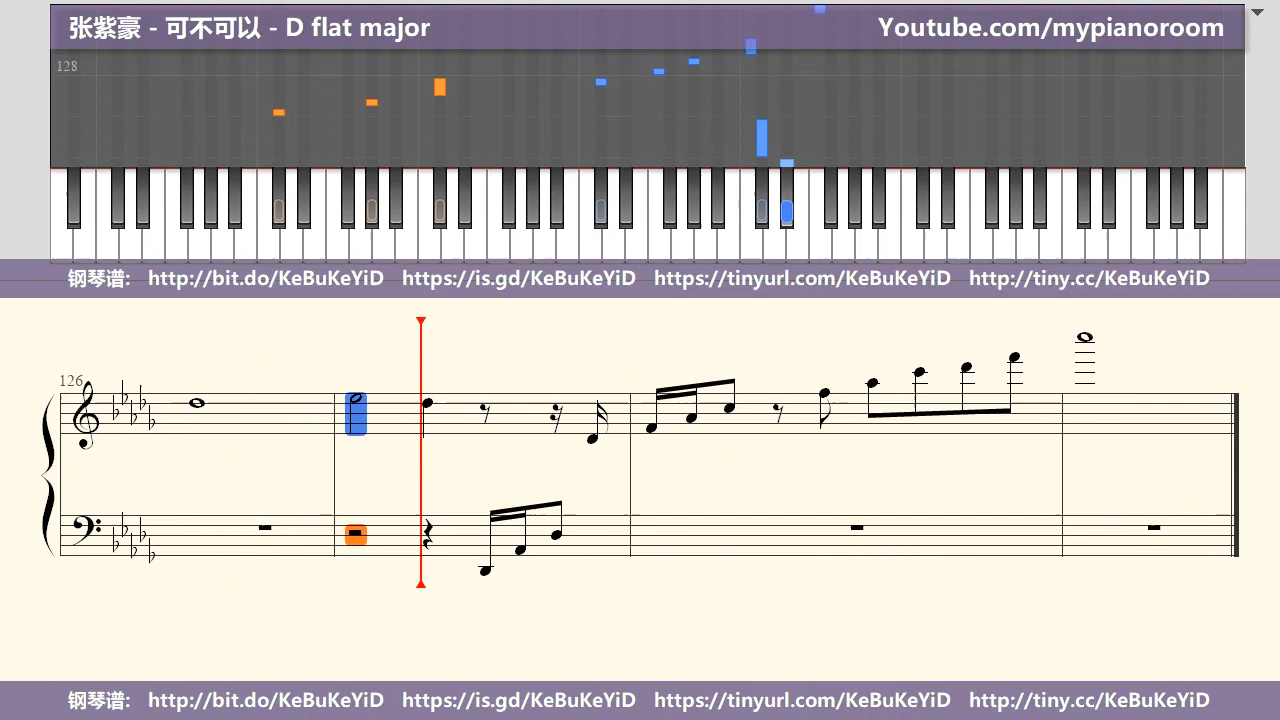 张紫豪 - 可不可以 - D flat major
Youtube.com/mypianoroom
128
钢琴谱: http://bit.do/KeBuKeYiD https://is.gd/KeBuKeYiD https://tinyurl.com/KeBuKeYiD http://tiny.cc/KeBuKeYiD
126
钢琴谱: http://bit.do/KeBuKeYiD https://is.gd/KeBuKeYiD https://tinyurl.com/KeBuKeYiD http://tiny.cc/KeBuKeYiD